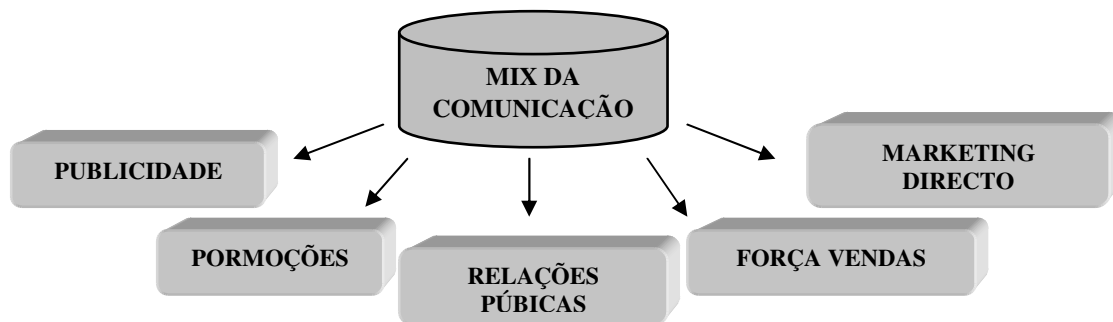 MIX DA
COMUNICAÇÃO
PUBLICIDADE
PORMOÇÕES
RELAÇÕES
PÚBICAS
FORÇA VENDAS
MARKETING
DIRECTO